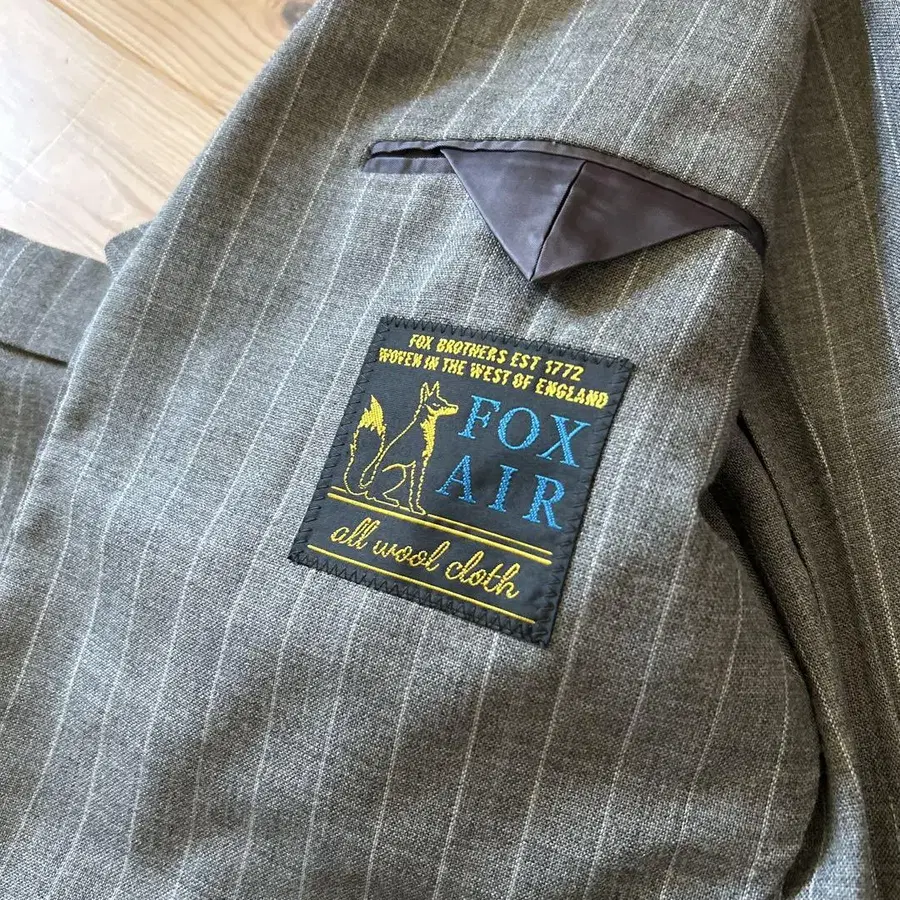 FOX BROTHERS EST 1772
WOVEN IN THE WEST OF ENGLAND
FOX
AIR
all wool cloth